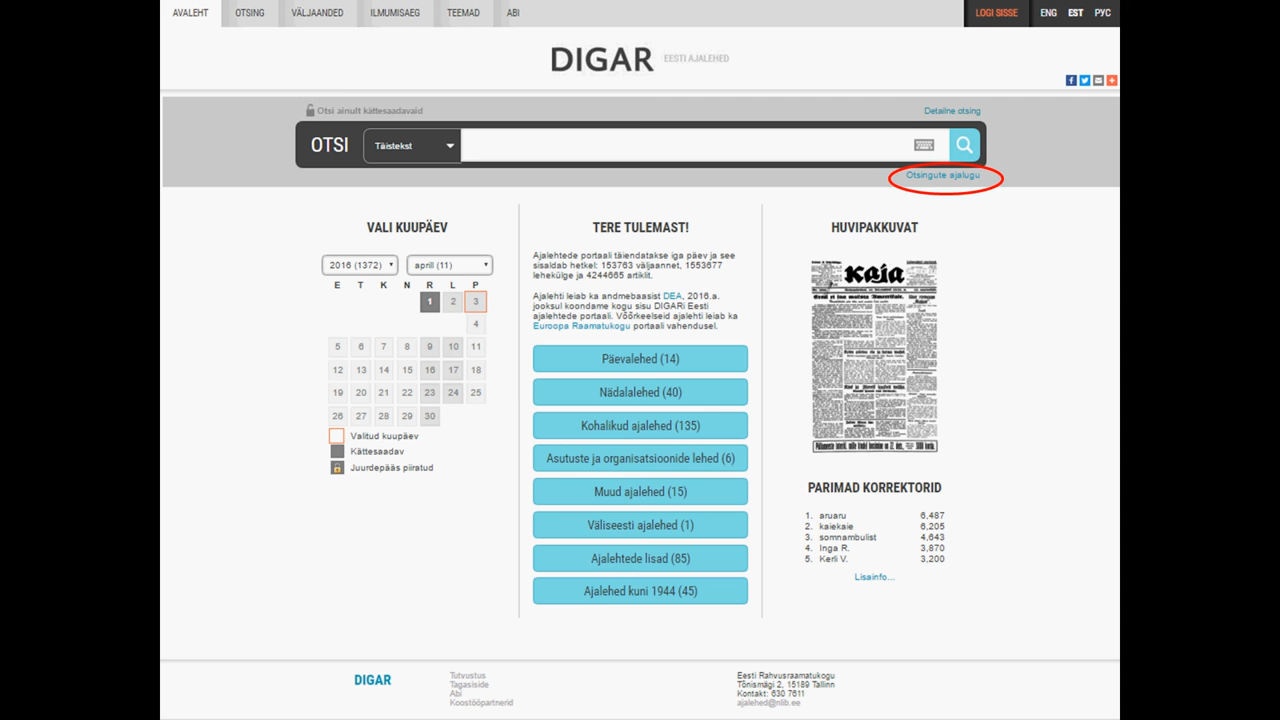 AVALEHT OTSING VÄLJAANDED ILMUMISAEG TEEMAD ABI LOGI SISSE ENG EST РУС
DIGAR EESTI AJALEHED
Otsi ainult kättesaadavaid Detailne otsing
OTSI Täistekst
Otsingute ajalugu
VALI KUUPÄEV
2016 (1372) aprill (11)
E T K N R L P
1 2 3
4
5 6 7 8 9 10 11
12 13 14 15 16 17 18
19 20 21 22 23 24 25
26 27 28 29 30
Valitud kuupäev
Kättesaadav
Juurdepääs piiratud
TERE TULEMAST!
Ajalehtede portaali täiendatakse iga päev ja see
sisaldab hetkel: 153763 väljaannet, 1553677
lehekülge ja 4244665 artiklit.
Ajalehti leiab ka andmebaasist DEA, 2016.a.
jooksul koondame kogu sisu DIGARi Eesti
ajalehtede portaali. Võõrkeelseid ajalehti leiab ka
Euroopa Raamatukogu portaali vahendusel.
Päevalehed (14)
Nädalalehed (40)
Kohalikud ajalehed (135)
Asutuste ja organisatsioonide lehed (6)
Muud ajalehed (15)
Väliseesti ajalehed (1)
Ajalehtede lisad (85)
Ajalehed kuni 1944 (45)
HUVIPAKKUVAT
kaja
PARIMAD KORREKTORID
1. aruaru 6,487
2. kaiekaie 6,205
3. somnambulist 4,643
4. Inga R. 3,870
5. Kerli V. 3,200
Lisainfo...
DIGAR
Tutvustus
Tagasiside
Abi
Koostööpartnerid
Eesti Rahvusraamatukogu
Tõnismägi 2, 15189 Tallinn
Kontakt: 630 7611
ajalehed@nlib.ee